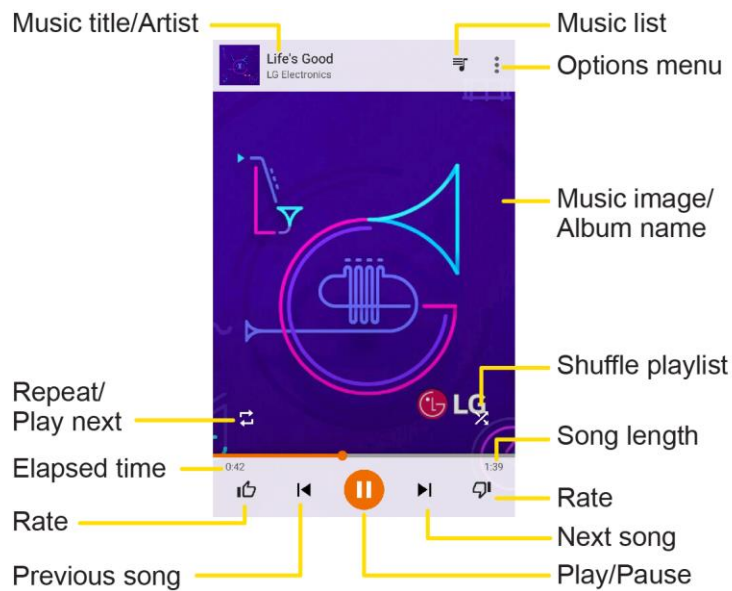 Music title/Artist
Music list
Life's Good
LG Electronics
Options menu
Music image/
Album name
Shuffle playlist
LG
Repeat/
Play next
Song length
Elapsed time
0:42
1:39
Rate
Rate
Next song
Previous song
Play/Pause